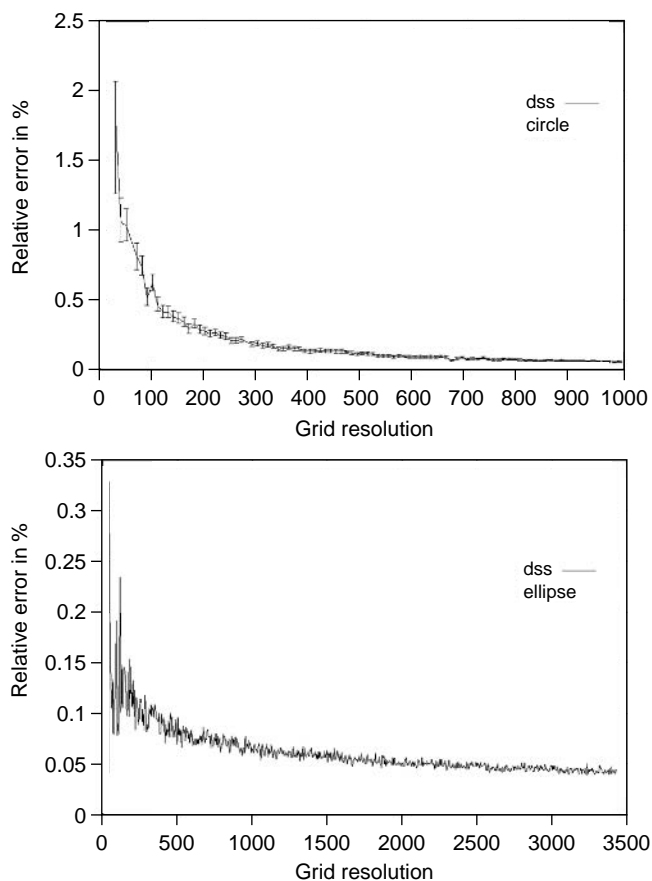 2.5
2
1.5
1
0.5
0
Relative error in %
dss
circle
0 100 200 300 400 500 600 700 800 900 1000
Grid resolution
0.35
0.3
0.25
0.2
0.15
0.1
0.05
0
Relative error in %
dss
ellipse
0 500 1000 1500 2000 2500 3000 3500
Grid resolution